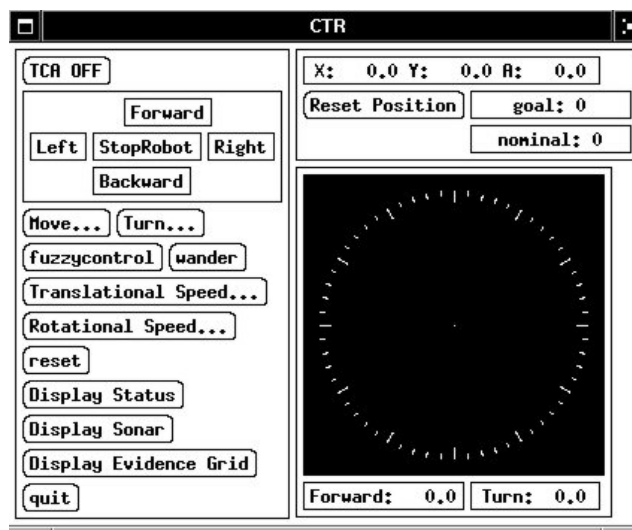 CTR
TCA OFF
Forward
Left StopRobot Right
Backward
Move... Turn...
fuzzycontrol wander
Translational Speed...
Rotational Speed...
reset
Display Status
Display Sonar
Display Evidence Grid
quit
X: 0.0 Y: 0.0 A: 0.0
Reset Position goal: 0
nominal: 0
Forward: 0.0 Turn: 0.0